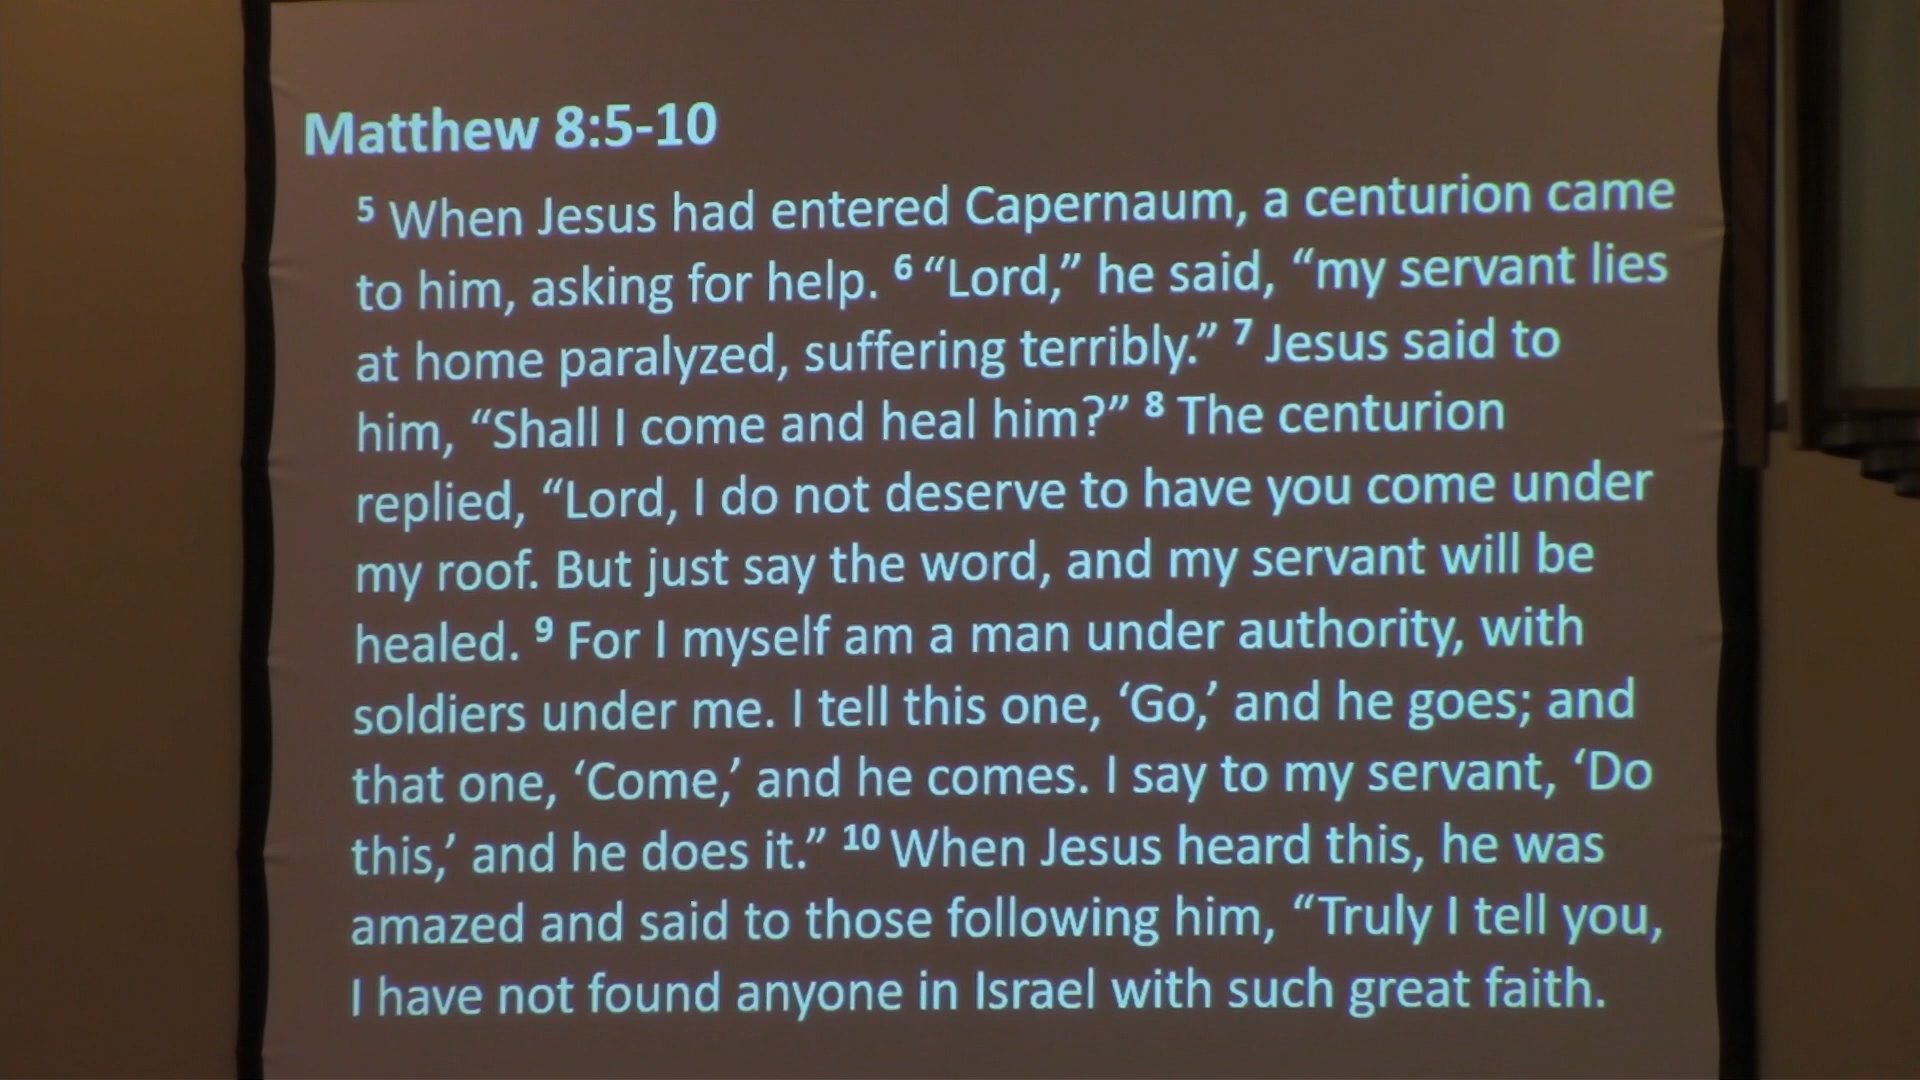 Matthew 8:5-10
5 When Jesus had entered Capernaum, a centurion came
to him, asking for help. 6 “Lord,” he said, “my servant lies
at home paralyzed, suffering terribly.” 7 Jesus said to
him, “Shall I come and heal him?” 8 The centurion
replied, “Lord, I do not deserve to have you come under
my roof. But just say the word, and my servant will be
healed. 9 For I myself am a man under authority, with
soldiers under me. I tell this one, ‘Go,’ and he goes; and
that one, ‘Come,’ and he comes. I say to my servant, ‘Do
this,’ and he does it.” 10 When Jesus heard this, he was
amazed and said to those following him, “Truly I tell you,
I have not found anyone in Israel with such great faith.